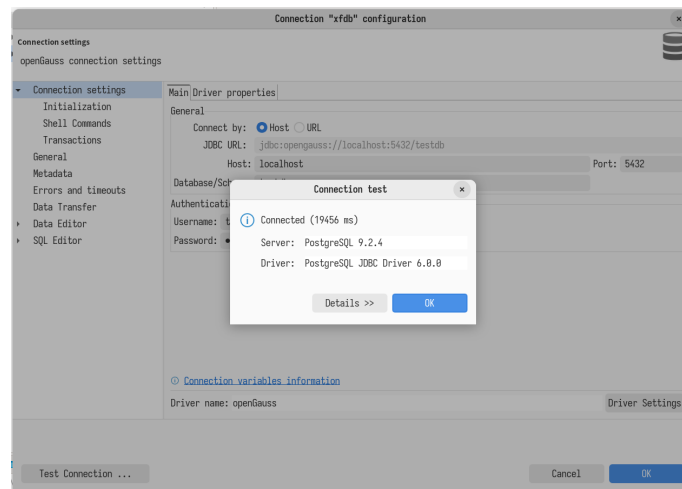 Connection "xfdb" configuration
Connection settings
openGauss connection settings
Connection settings
Initialization
Shell Commands
Transactions
General
Metadata
Errors and timeouts
Data Transfer
Data Editor
SQL Editor
Main Driver properties
General
Connect by: Host URL
JDBC URL: jdbc:opengauss://localhost:5432/testdb
Host: localhost Port: 5432
Database/Sch
Authenticati
Username: t
Password:
Connection test
Connected (19456 ms)
Server: PostgreSQL 9.2.4
Driver: PostgreSQL JDBC Driver 6.0.0
Details >> OK
Connection variables information
Driver name: openGauss Driver Settings
Test Connection ... Cancel OK